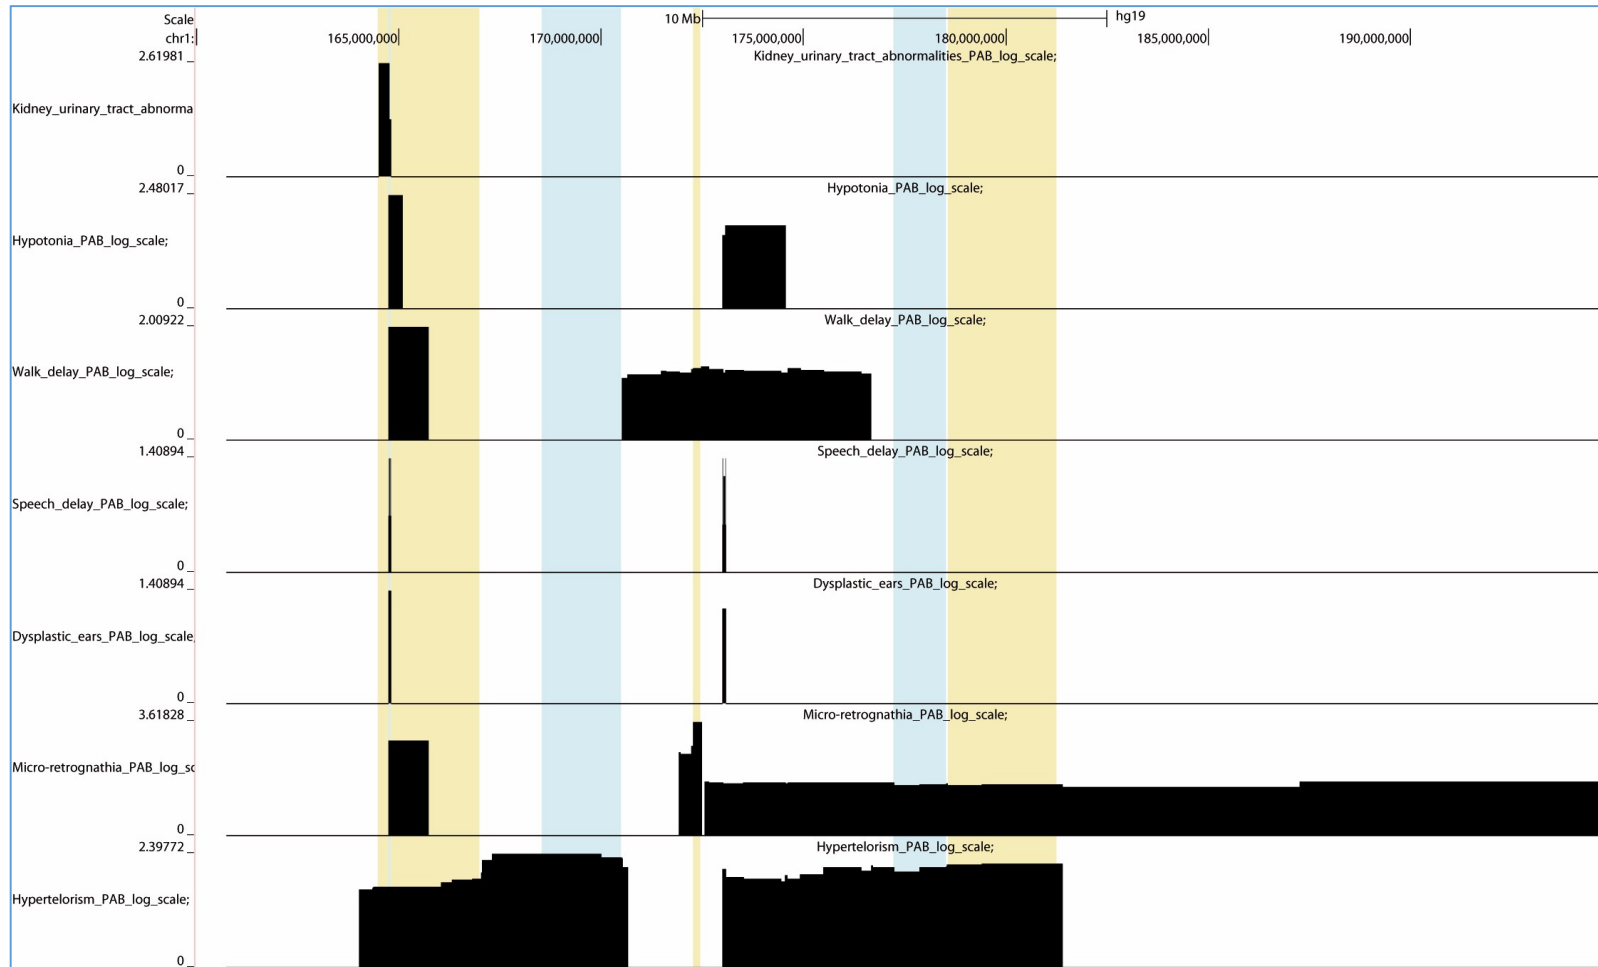 Scale 10 Mb hg19
chr1: 165,000,000 170,000,000 175,000,000 180,000,000 185,000,000 190,000,000
2.61981 Kidney_urinary_tract_abnormalities_PAB_log_scale;
Kidney_urinary_tract_abnorma
0
2.48017 Hypotonia_PAB_log_scale;
Hypotonia_PAB_log_scale;
0
2.00922 Walk_delay_PAB_log_scale;
Walk_delay_PAB_log_scale;
0
1.40894 Speech_delay_PAB_log_scale;
Speech_delay_PAB_log_scale;
0
1.40894 Dysplastic_ears_PAB_log_scale;
Dysplastic_ears_PAB_log_scale
0
3.61828 Micro-retrognathia_PAB_log_scale;
Micro-retrognathia_PAB_log_sc
0
2.39772 Hypertelorism_PAB_log_scale;
Hypertelorism_PAB_log_scale;
0